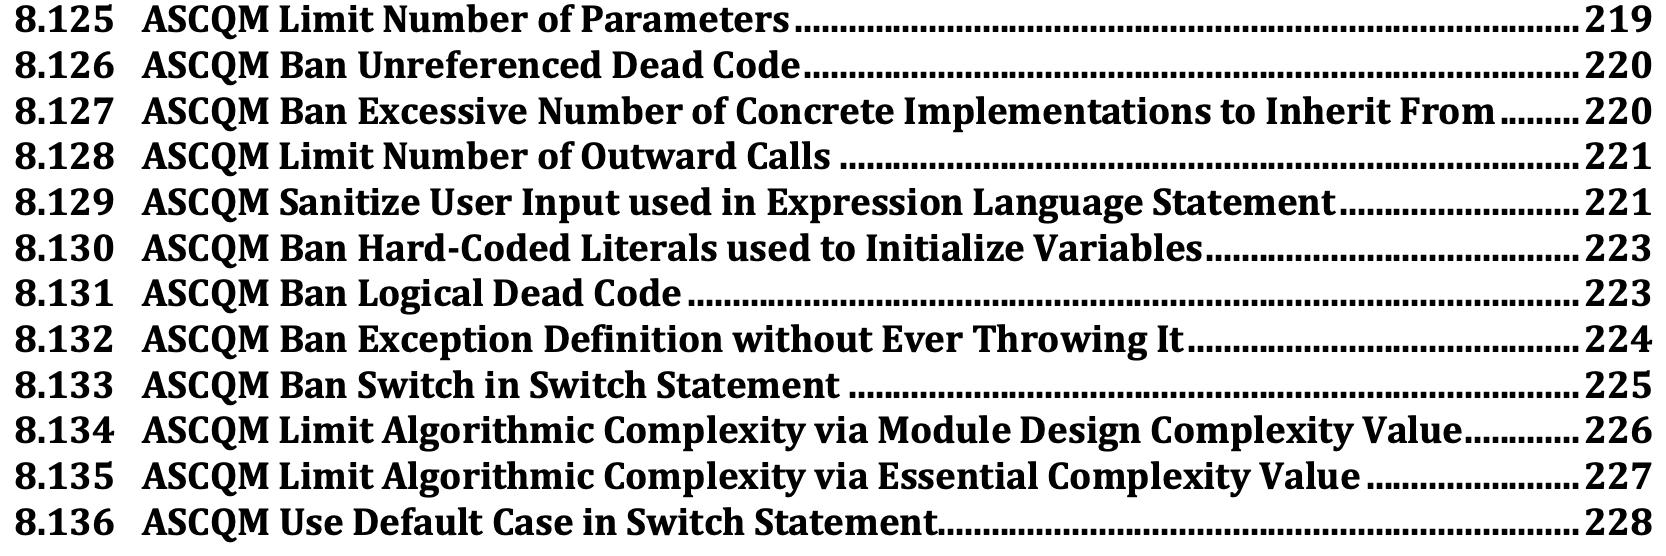 8.125 ASCQM Limit Number of Parameters 219
8.126 ASCQM Ban Unreferenced Dead Code 220
8.127 ASCQM Ban Excessive Number of Concrete Implementations to Inherit From 220
8.128 ASCQM Limit Number of Outward Calls 221
8.129 ASCQM Sanitize User Input used in Expression Language Statement 221
8.130 ASCQM Ban Hard-Coded Literals used to Initialize Variables 223
8.131 ASCQM Ban Logical Dead Code 223
8.132 ASCQM Ban Exception Definition without Ever Throwing It 224
8.133 ASCQM Ban Switch in Switch Statement 225
8.134 ASCQM Limit Algorithmic Complexity via Module Design Complexity Value 226
8.135 ASCQM Limit Algorithmic Complexity via Essential Complexity Value 227
8.136 ASCQM Use Default Case in Switch Statement 228